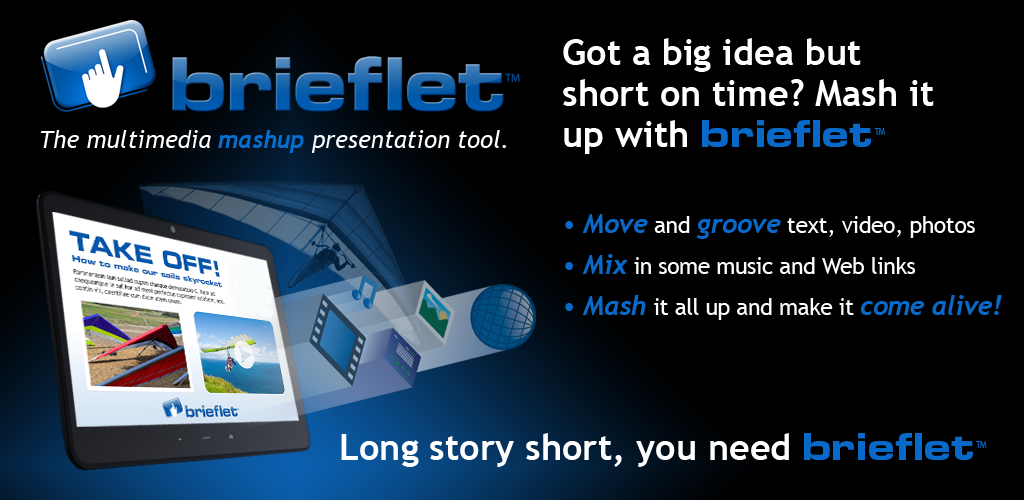 brieflet™
The multimedia mashup presentation tool.
Got a big idea but
short on time? Mash it
up with brieflet™
• Move and groove text, video, photos
• Mix in some music and Web links
• Mash it all up and make it come alive!
TAKE OFF!
How to make our sails skyrocket
brieflet
Long story short, you need brieflet™